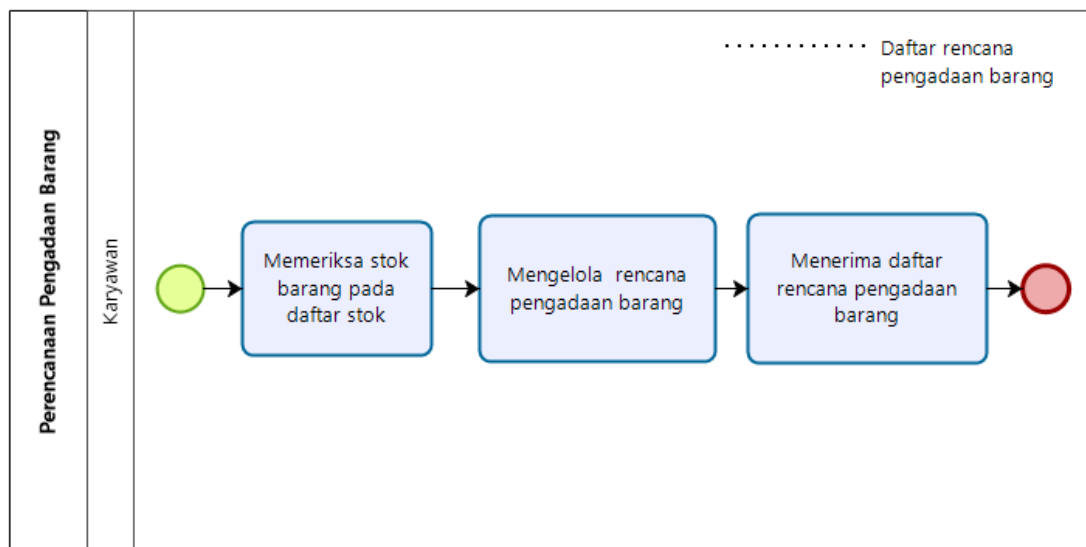 Perencanaan Pengadan Barang
Karyawan
Daftar rencana
pengadaan barang
Memeriksa stok
barang pada
daftar stok
Mengelola rencana
pengadaan barang
Menerima daftar
rencana pengadaan
barang